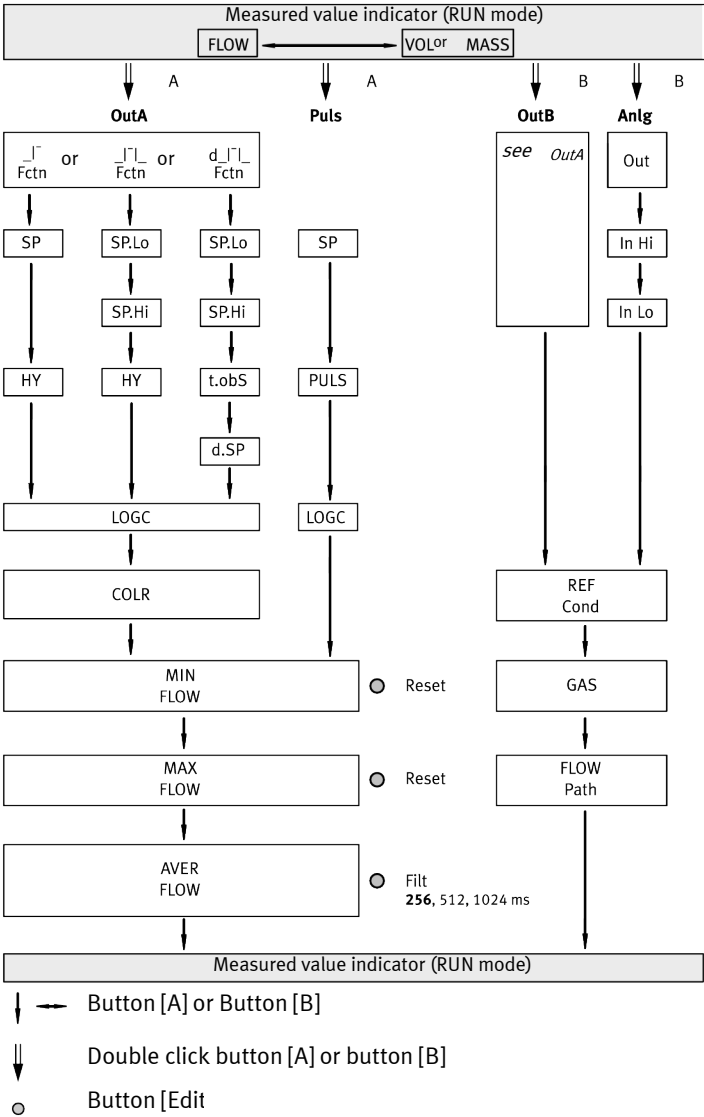 Measured value indicator (RUN mode)
FLOW VOL or MASS
A A B B
OutA Puls OutB Anlg
_|¯ or _|¯|_ or d_|¯|_
Fctn Fctn Fctn
see OutA
Out
SP SP.Lo SP.Lo SP In Hi
SP.Hi SP.Hi In Lo
HY HY t.obS PULS
d.SP
LOGC LOGC
COLR
REF
Cond
MIN
FLOW
Reset
GAS
MAX
FLOW
Reset
FLOW
Path
AVER
FLOW
Filt
256, 512, 1024 ms
Measured value indicator (RUN mode)
Button [A] or Button [B]
Double click button [A] or button [B]
Button [Edit